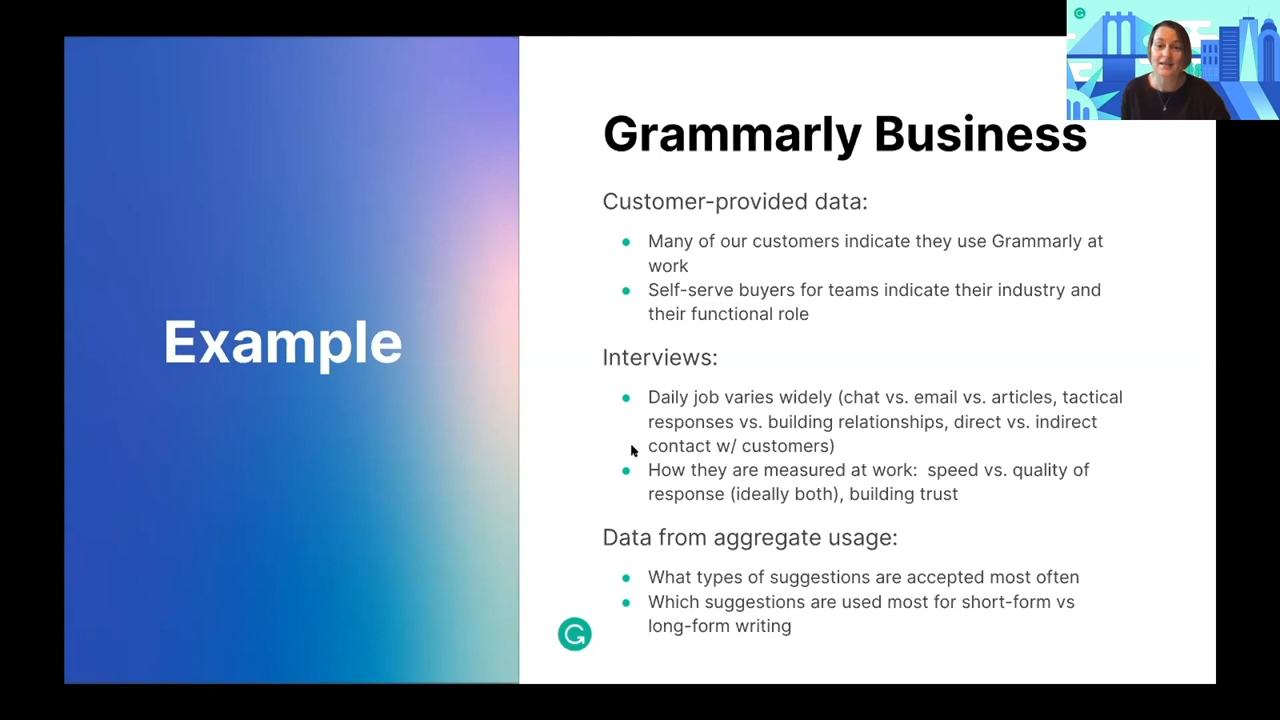 Example
Grammarly Business
Customer-provided data:
Many of our customers indicate they use Grammarly at
work
Self-serve buyers for teams indicate their industry and
their functional role
Interviews:
Daily job varies widely (chat vs. email vs. articles, tactical
responses vs. building relationships, direct vs. indirect
contact w/ customers)
How they are measured at work:  speed vs. quality of
response (ideally both), building trust
Data from aggregate usage:
What types of suggestions are accepted most often
Which suggestions are used most for short-form vs
long-form writing